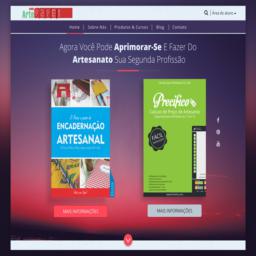 Arte
Área do aluno
Home | Sobre Nós | Produtos & Cursos | Blog | Contato
Agora Você Pode Aprimorar-Se E Fazer Do
Artesanato Sua Segunda Profissão
ENCADERNAÇÃO
ARTESANAL
Precifico
Cálculo de Preço de Artesanato
FÁCIL
MAIS INFORMAÇÕES
MAIS INFORMAÇÕES